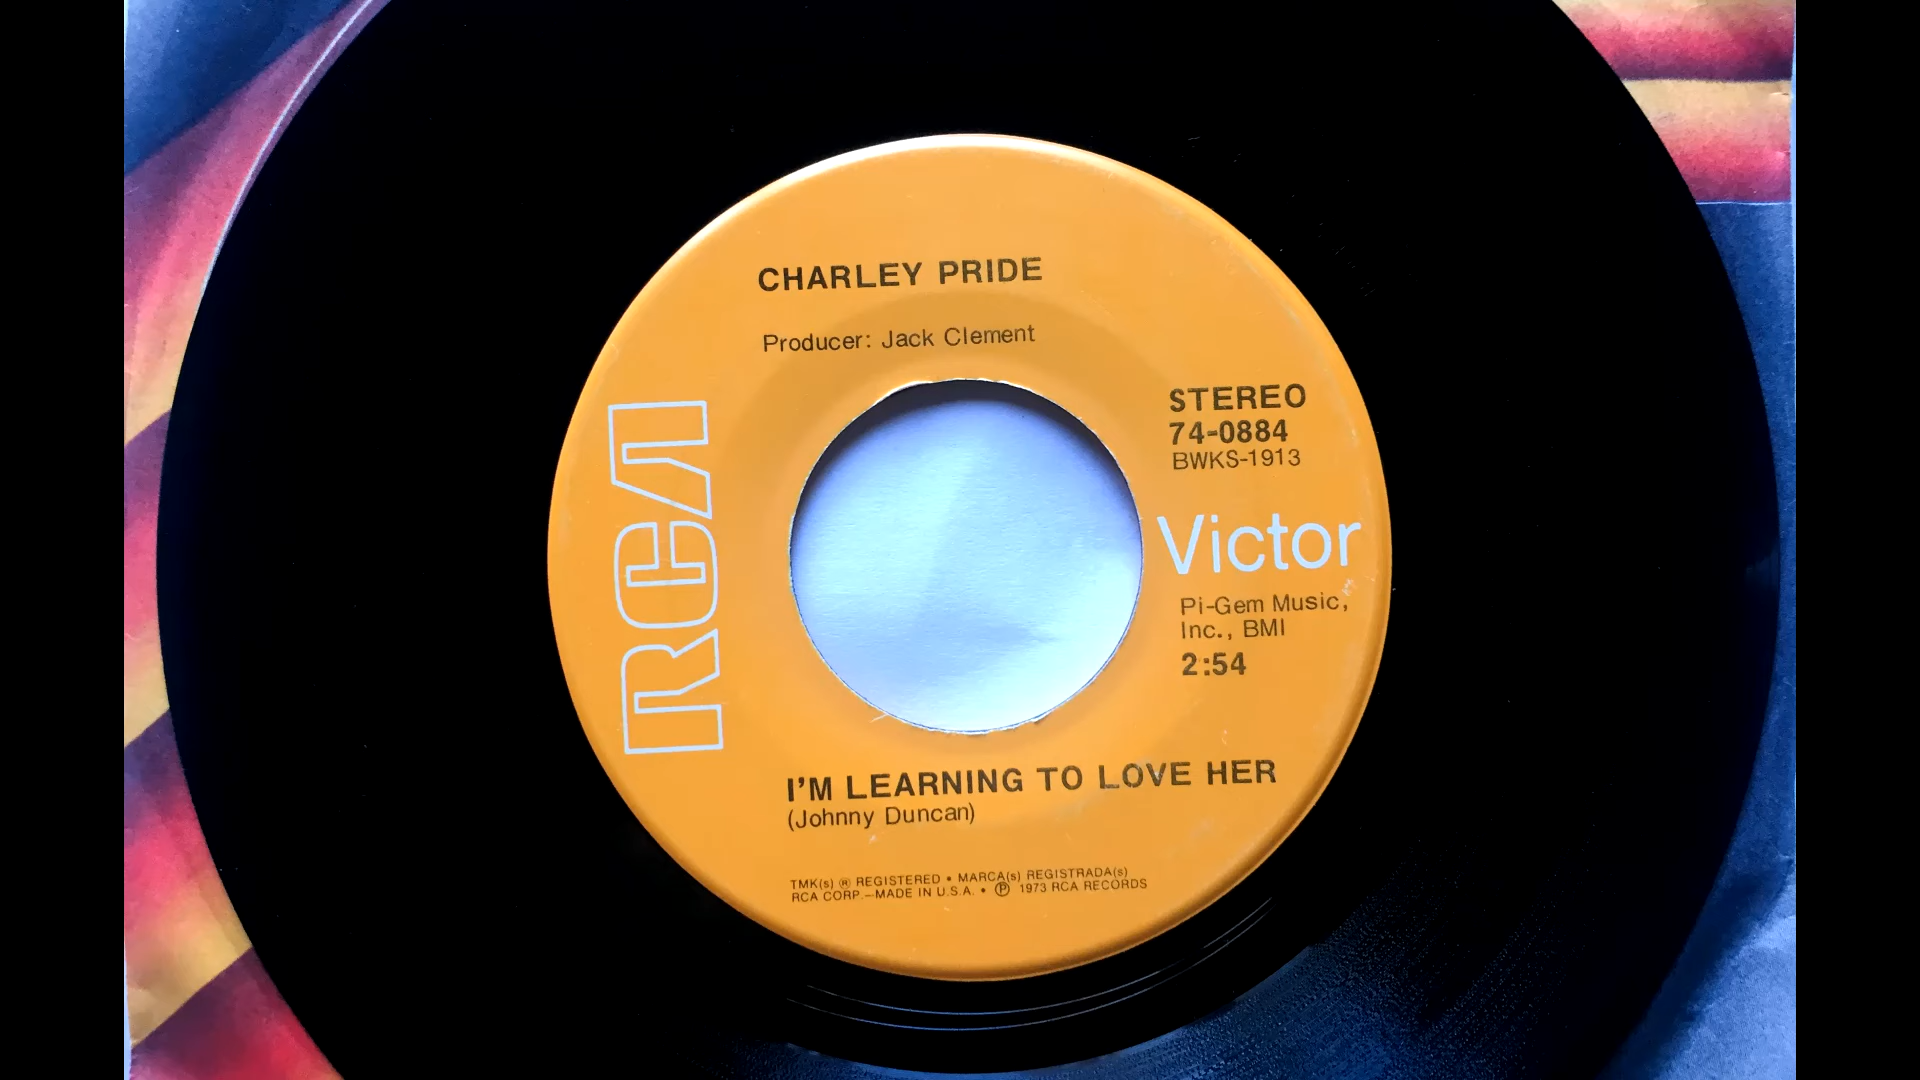 CHARLEY PRIDE
Producer: Jack Clement
RCA
STEREO
74-0884
BWKS-1913
Victor
Pi-Gem Music,
Inc., BMI
2:54
I'M LEARNING TO LOVE HER
(Johnny Duncan)
TMK(s) ® REGISTERED • MARCA(s) REGISTRADA(s)
RCA CORP.–MADE IN U.S.A. • ℗ 1973 RCA RECORDS